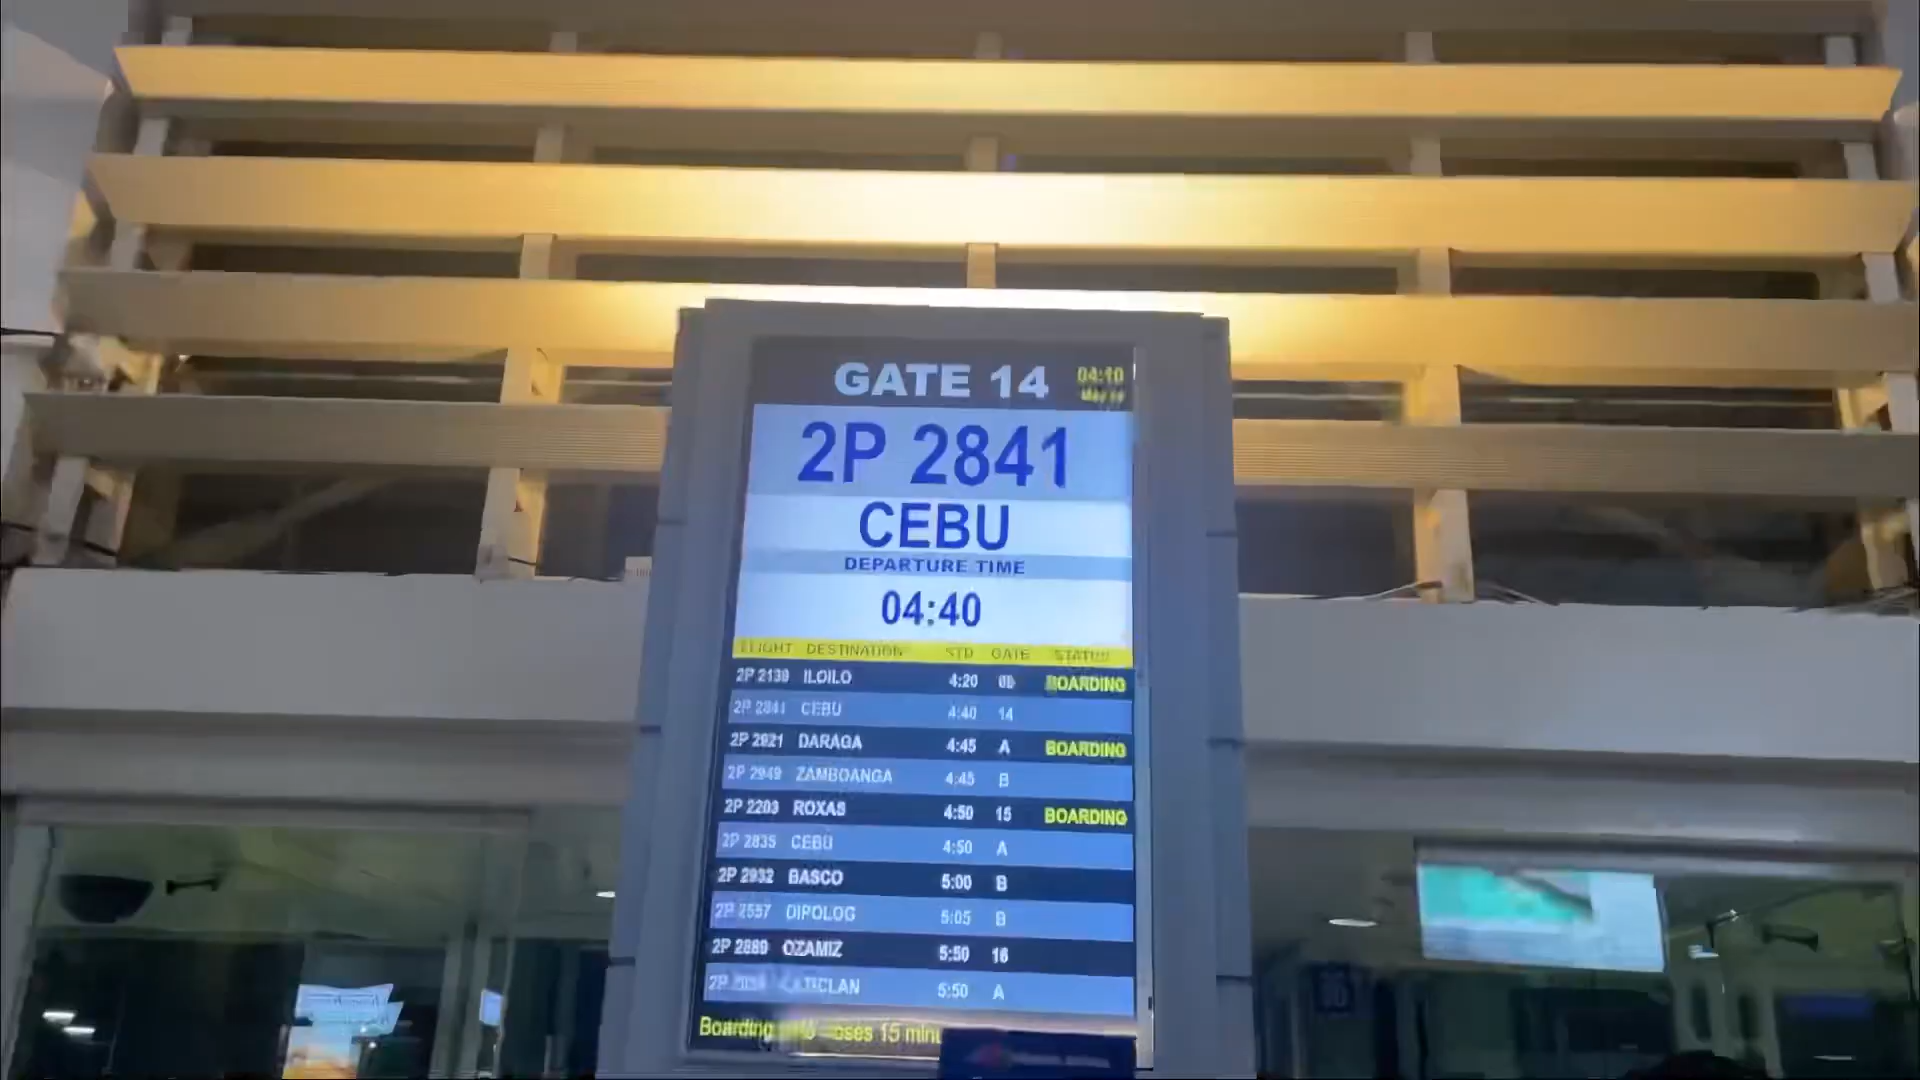 GATE 14 04:10
2P 2841
CEBU
DEPARTURE TIME
04:40
FLIGHT DESTINATION STD GATE STATUS
2P 2139 ILOILO 4:20 BOARDING
2P 2841 CEBU 4:40 14
2P 2921 DARAGA 4:45 A BOARDING
2P 2949 ZAMBOANGA 4:45 B
2P 2203 ROXAS 4:50 15 BOARDING
2P 2835 CEBU 4:50 A
2P 2932 BASCO 5:00 B
2P 2557 DIPOLOG 5:05 B
2P 2889 OZAMIZ 5:50 16
2P CATICLAN 5:50 A
Boarding 15